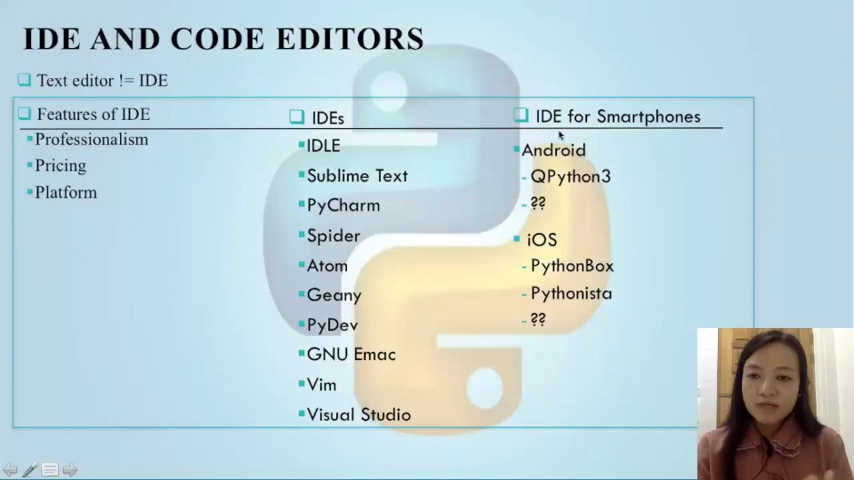 IDE AND CODE EDITORS
Text editor != IDE
Features of IDE
Professionalism
Pricing
Platform
IDEs
IDLE
Sublime Text
PyCharm
Spider
Atom
Geany
PyDev
GNU Emac
Vim
Visual Studio
IDE for Smartphones
Android
- QPython3
- ??
iOS
- PythonBox
- Pythonista
- ??